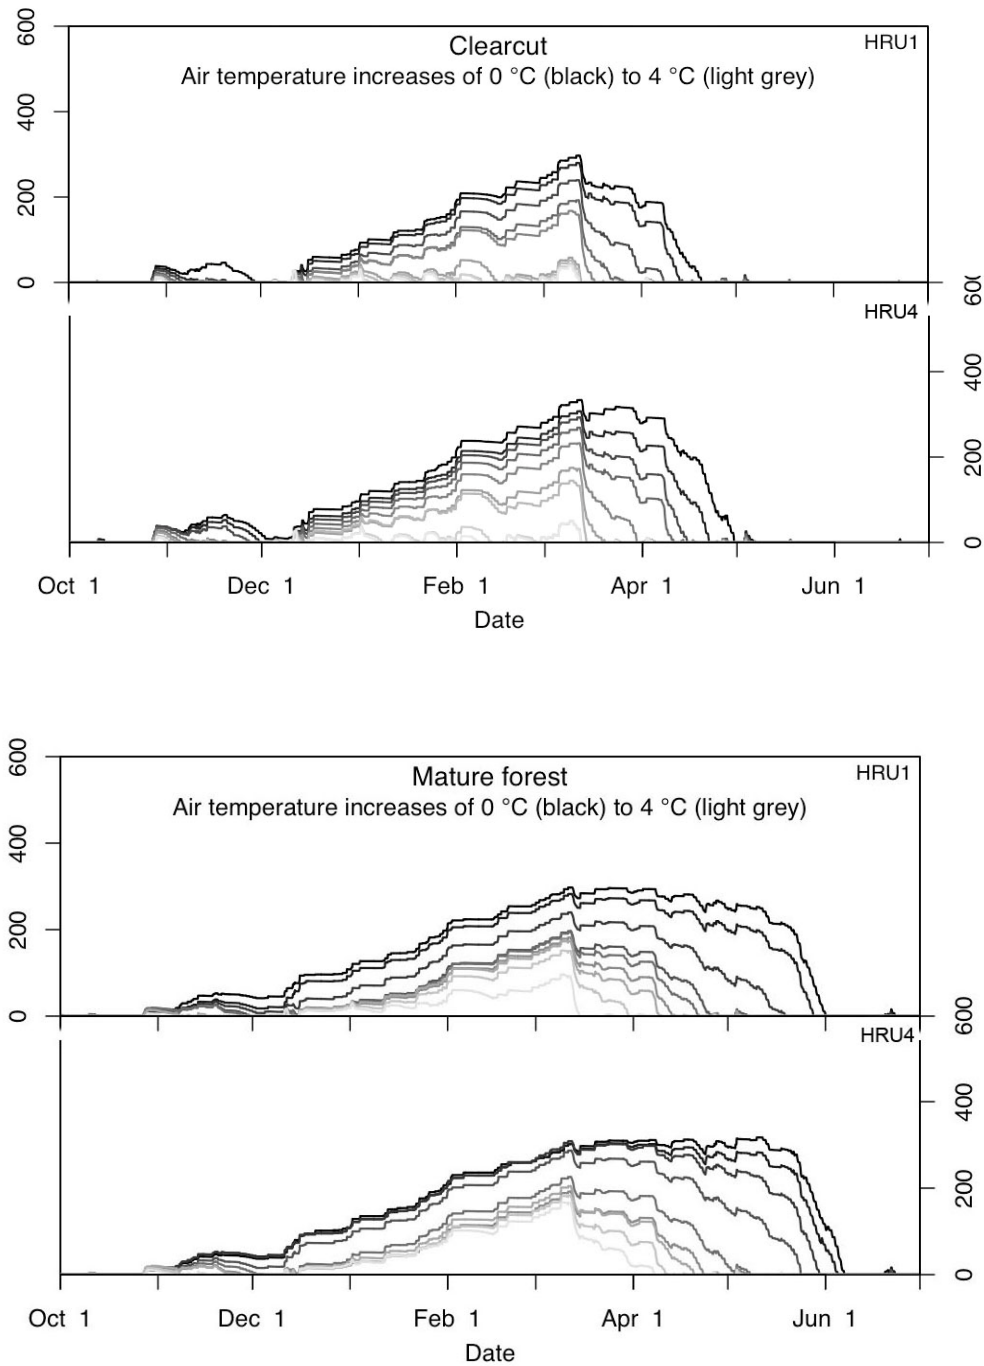 600
400
200
0
Clearcut
HRU1
Air temperature increases of 0 °C (black) to 4 °C (light grey)
600
HRU4
400
200
0
Oct 1
Dec 1
Feb 1
Apr 1
Jun 1
Date
600
400
200
0
Mature forest
HRU1
Air temperature increases of 0 °C (black) to 4 °C (light grey)
600
HRU4
400
200
0
Oct 1
Dec 1
Feb 1
Apr 1
Jun 1
Date